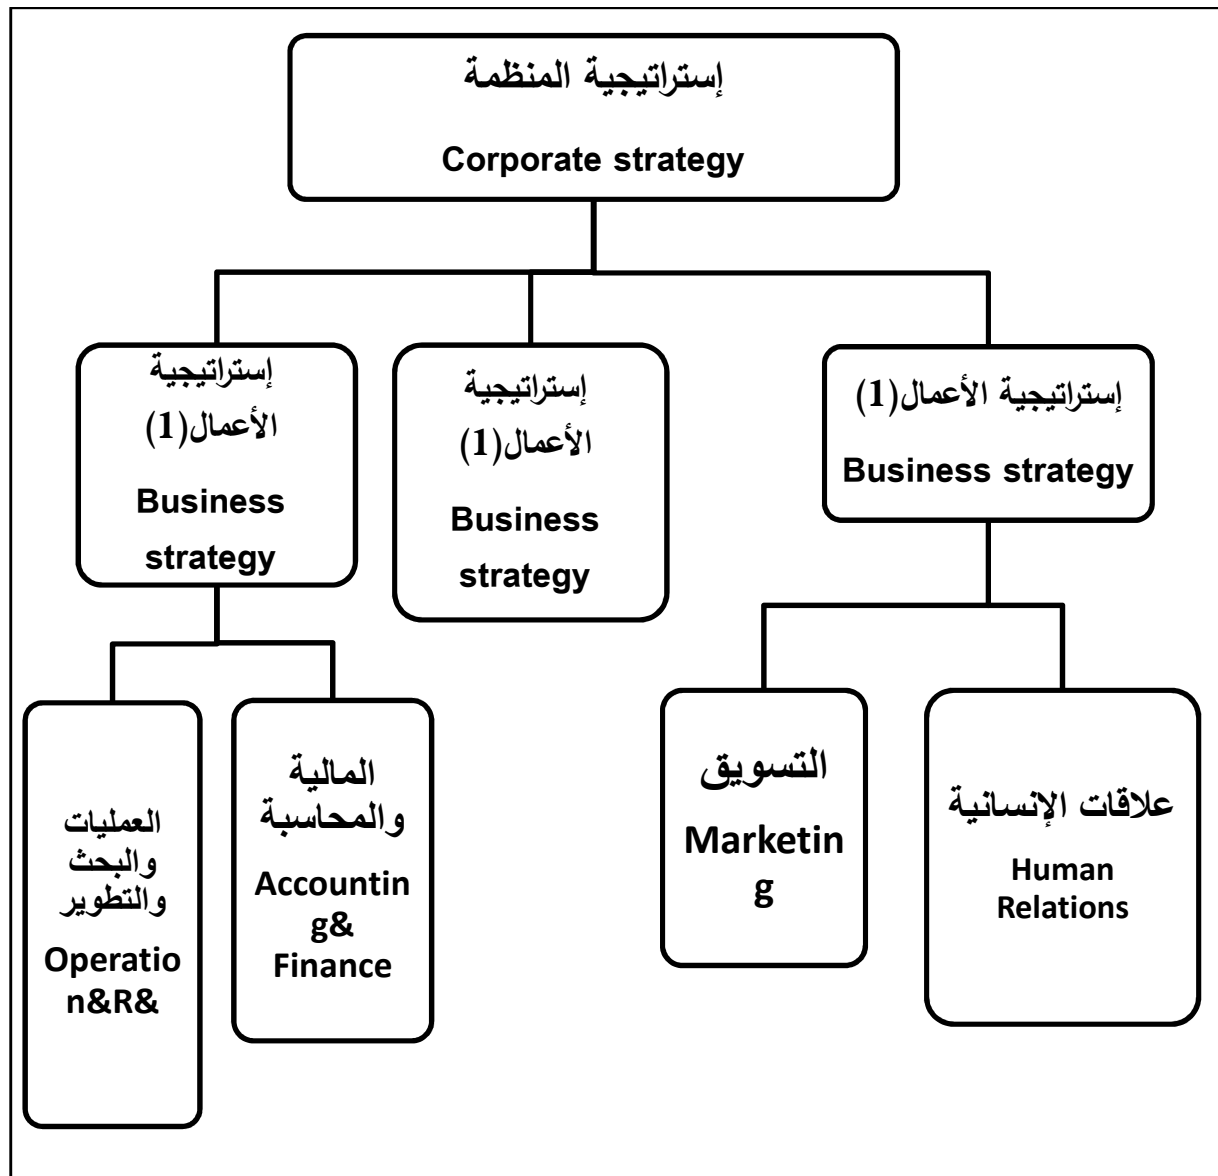 إستراتيجية المنظمة
Corporate strategy
إستراتيجية الأعمال(1)
Business strategy
إستراتيجية
الأعمال(1)
Business
strategy
إستراتيجية
الأعمال(1)
Business
strategy
علاقات الإنسانية
Human
Relations
التسويق
Marketin
g
المالية
والمحاسبة
Accountin
g&
Finance
العمليات
والبحث
والتطوير
Operatio
n&R&